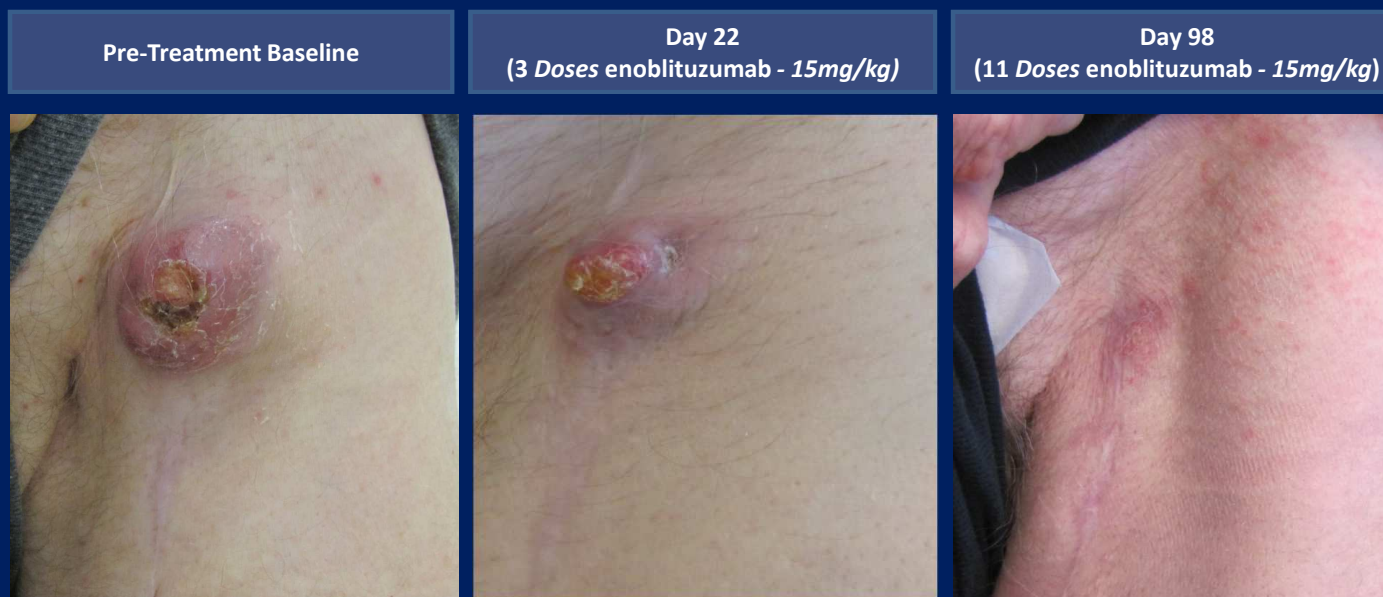 Pre-Treatment Baseline
Day 22
(3 Doses enoblituzumab - 15mg/kg)
Day 98
(11 Doses enoblituzumab - 15mg/kg)